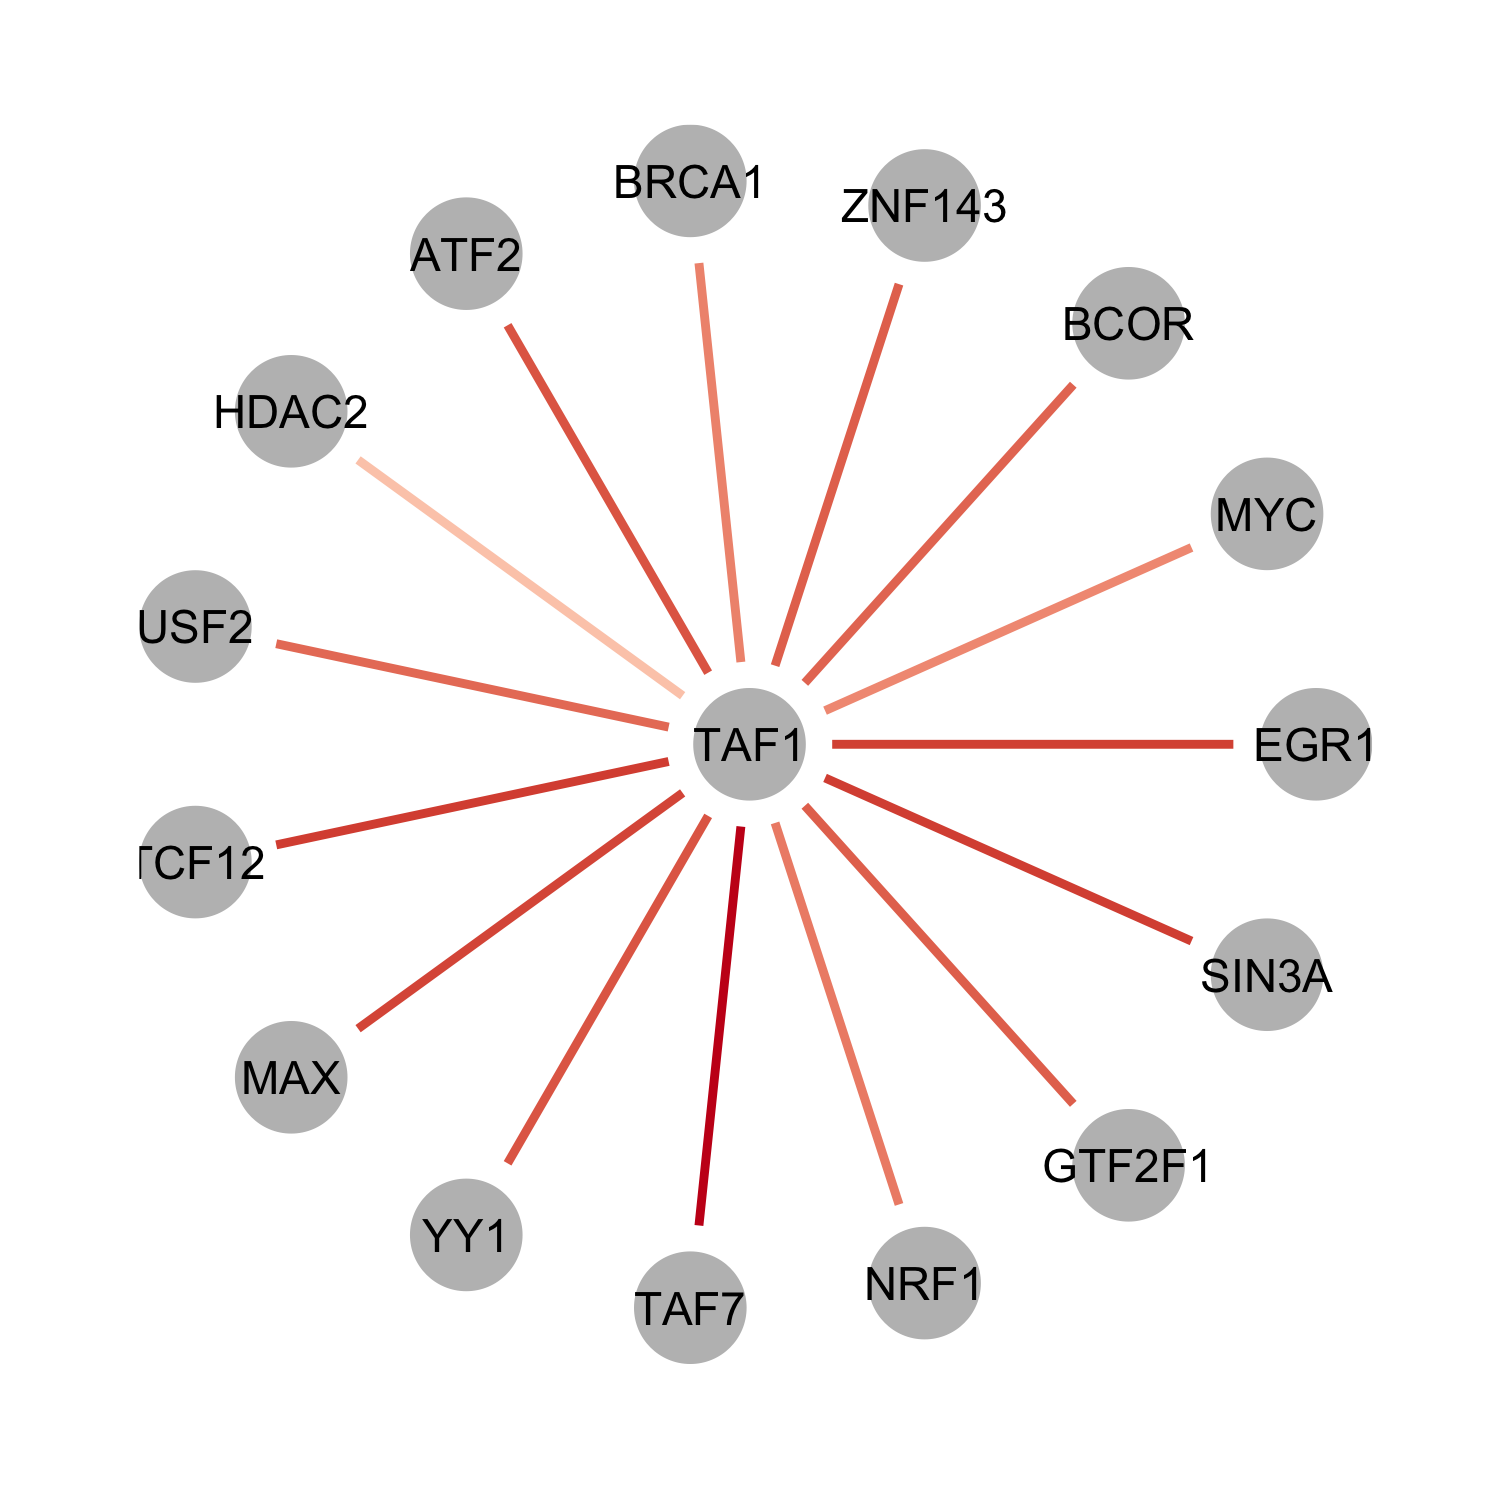 BRCA1
ZNF143
ATF2
BCOR
HDAC2
MYC
USF2
TAF1
EGR1
TCF12
SIN3A
MAX
GTF2F1
YY1
NRF1
TAF7